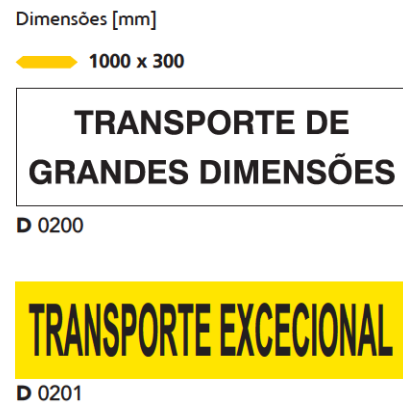 Dimensões [mm]
1000 x 300
TRANSPORTE DE
GRANDES DIMENSÕES
D 0200
TRANSPORTE EXCECIONAL
D 0201